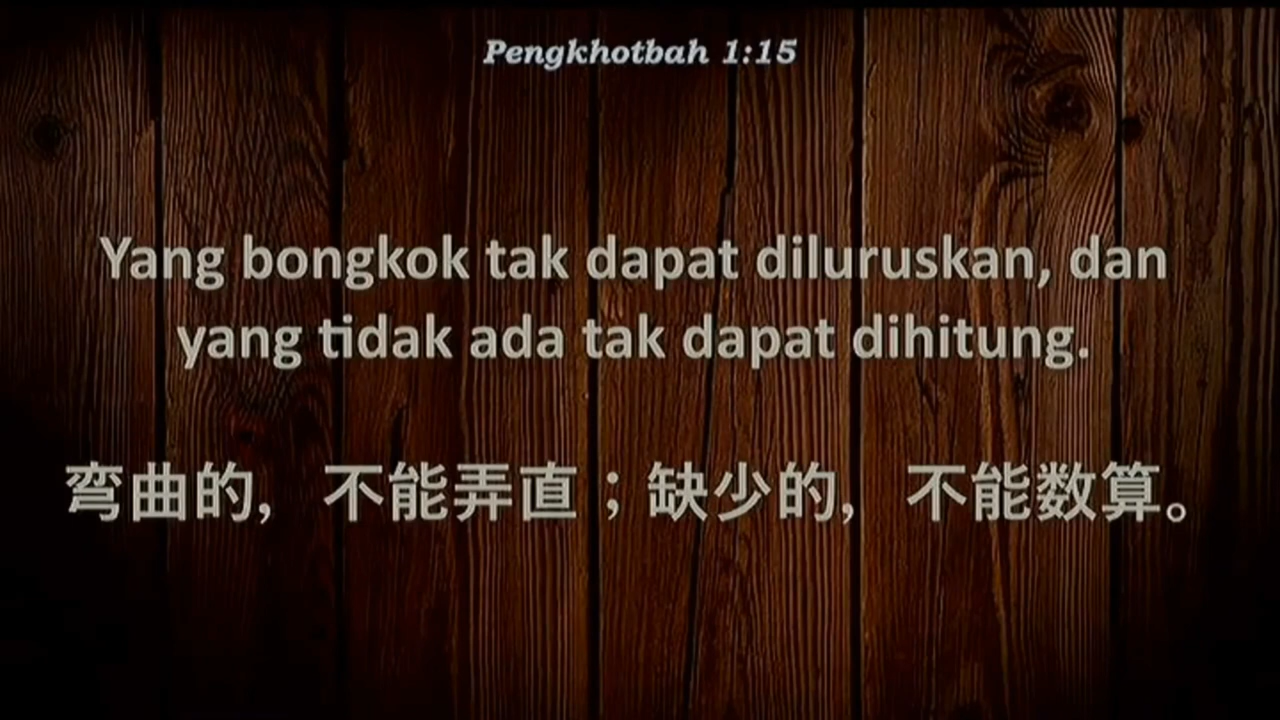 Pengkhotbah 1:15
Yang bongkok tak dapat diluruskan, dan
yang tidak ada tak dapat dihitung.
弯曲的, 不能弄直；缺少的, 不能数算。